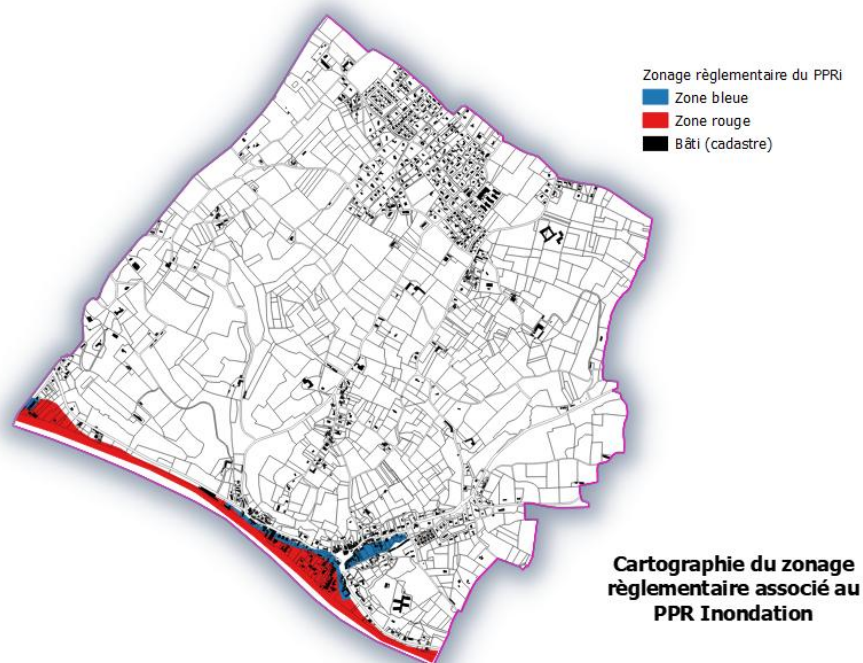 Zonage règlementaire du PPRi
Zone bleue
Zone rouge
Bâti (cadastre)
Cartographie du zonage
règlementaire associé au
PPR Inondation